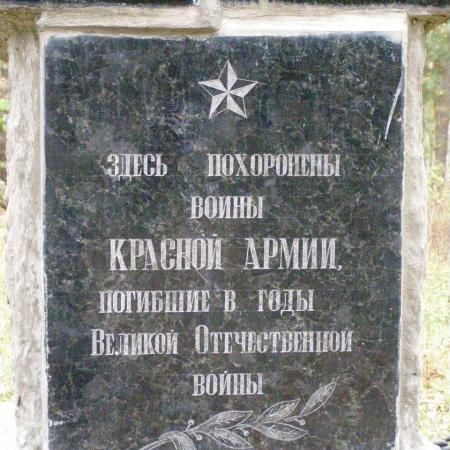 ЗДЕСЬ ПОХОРОНЕНЫ
ВОИНЫ
КРАСНОЙ АРМИИ,
ПОГИБШИЕ В ГОДЫ
ВЕЛИКОЙ ОТЕЧЕСТВЕННОЙ
ВОЙНЫ